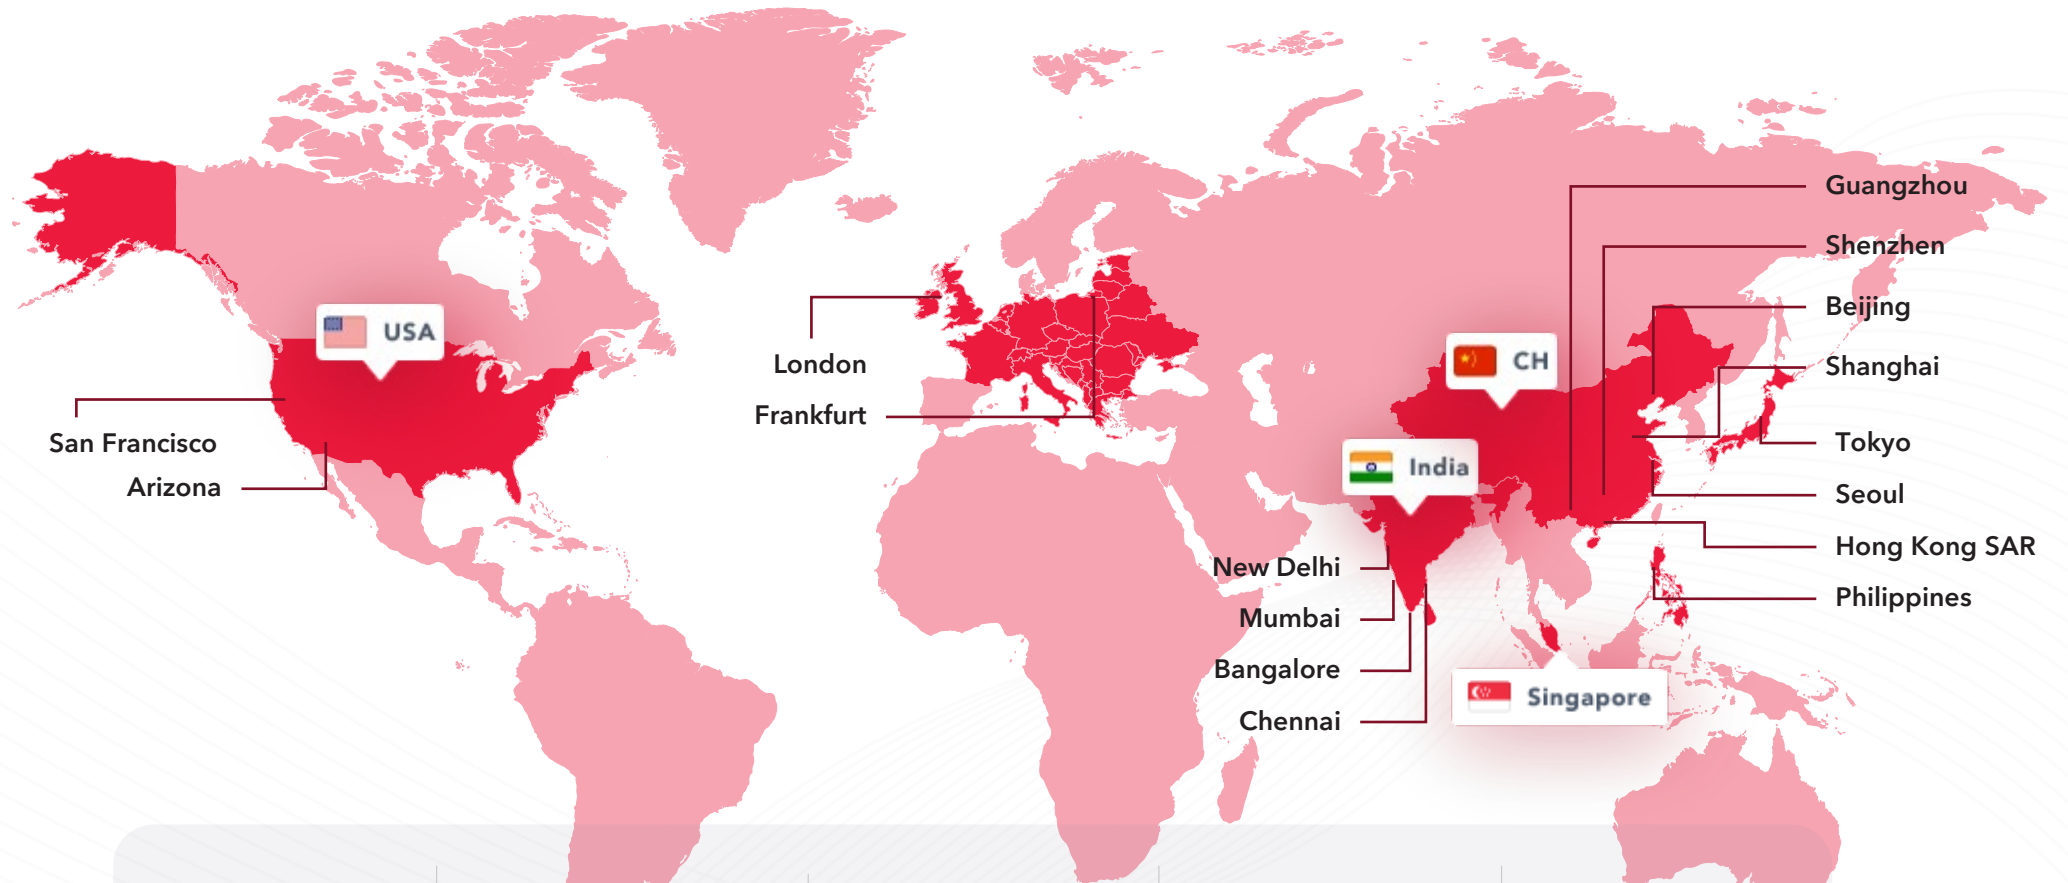 Guangzhou
Shenzhen
Beijing
Shanghai
Tokyo
Seoul
Hong Kong SAR
Philippines
USA
San Francisco
Arizona
London
Frankfurt
CH
India
New Delhi
Mumbai
Bangalore
Chennai
Singapore